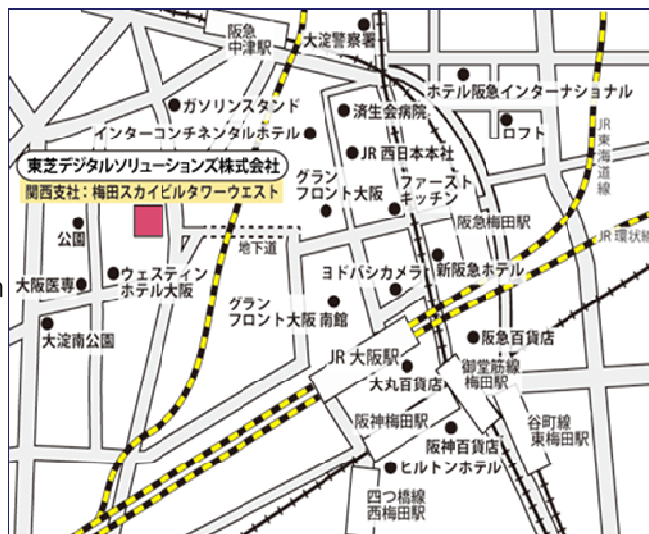 阪急
中津駅
大淀警察署
ホテル阪急インターナショナル
ガソリンスタンド
済生会病院
ロフト
インターコンチネンタルホテル
JR 西日本本社
JR東海道線
東芝デジタルソリューションズ株式会社
関西支社：梅田スカイビルタワーウエスト
グラン
フロント大阪
ファースト
キッチン
阪急梅田駅
公園
地下道
JR 環状線
大阪医専
ウェスティン
ホテル大阪
ヨドバシカメラ
新阪急ホテル
グラン
フロント大阪 南館
大淀南公園
JR 大阪駅
阪急百貨店
御堂筋線
梅田駅
大丸百貨店
阪神梅田駅
阪神百貨店
谷町線
東梅田駅
ヒルトンホテル
四つ橋線
西梅田駅